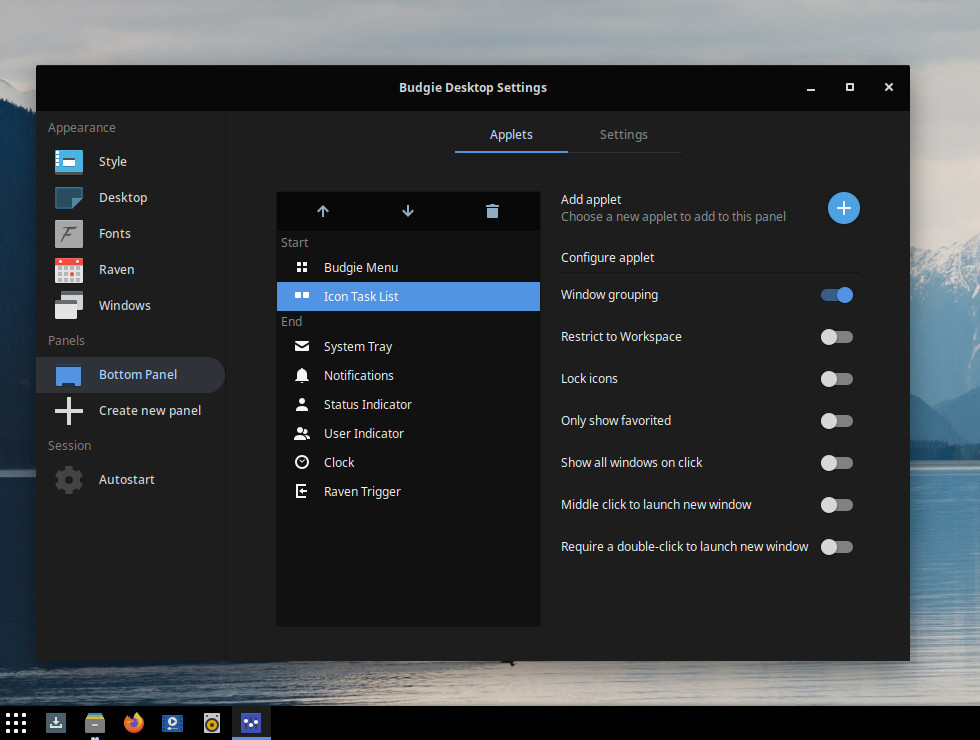 Budgie Desktop Settings
Appearance
Style
Desktop
Fonts
Raven
Windows
Panels
Bottom Panel
Create new panel
Session
Autostart
Applets
Settings
Start
Budgie Menu
Icon Task List
End
System Tray
Notifications
Status Indicator
User Indicator
Clock
Raven Trigger
Add applet
Choose a new applet to add to this panel
Configure applet
Window grouping
Restrict to Workspace
Lock icons
Only show favorited
Show all windows on click
Middle click to launch new window
Require a double-click to launch new window